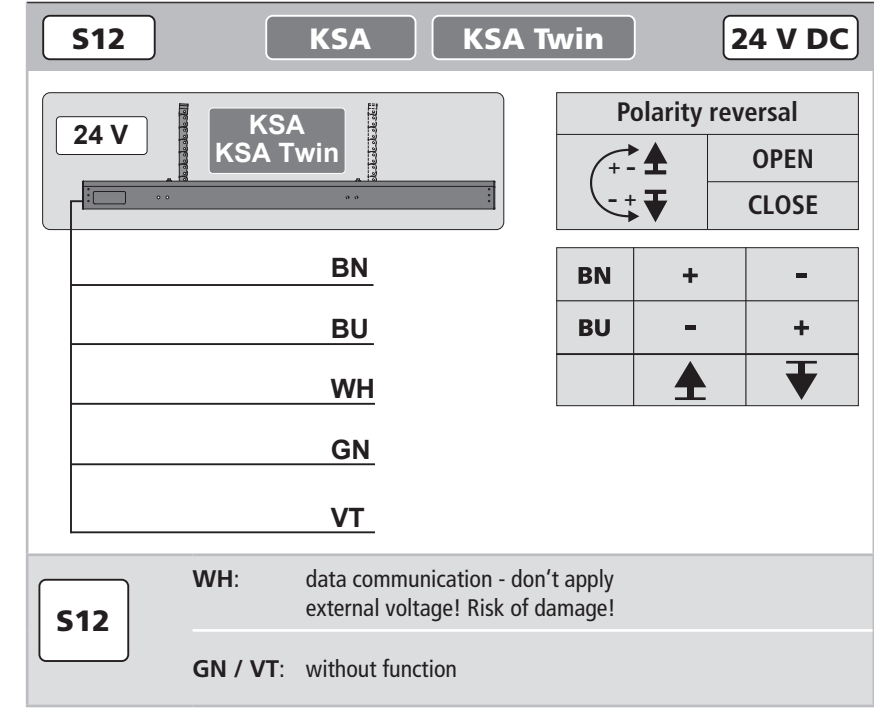 S12 KSA KSA Twin 24 V DC
24 V
KSA
KSA Twin
Polarity reversal
+ - OPEN
- + CLOSE
BN
BU
WH
GN
VT
BN + -
BU - +
S12
WH: data communication - don't apply
external voltage! Risk of damage!
GN / VT: without function